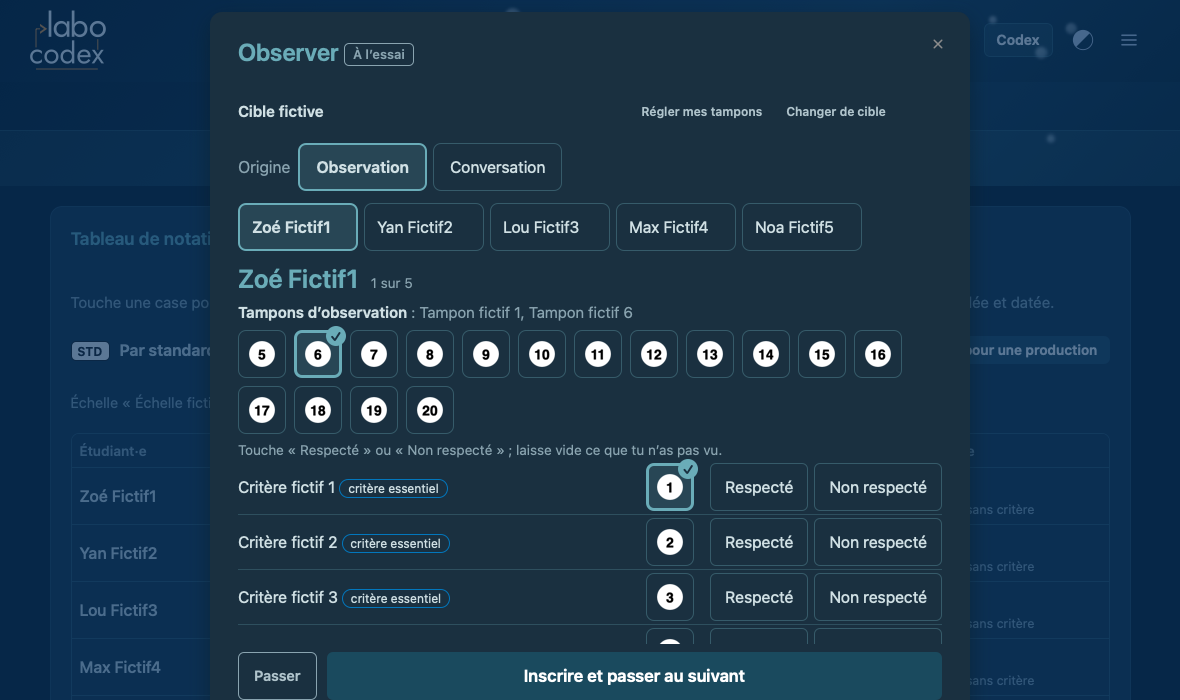 labo
codex
Observer À l'essai
×
Codex
Cible fictive
Régler mes tampons
Changer de cible
Origine
Observation
Conversation
Zoé Fictif1
Yan Fictif2
Lou Fictif3
Max Fictif4
Noa Fictif5
Zoé Fictif1 1 sur 5
Tampons d'observation : Tampon fictif 1, Tampon fictif 6
5 6 7 8 9 10 11 12 13 14 15 16
17 18 19 20
Touche « Respecté » ou « Non respecté » ; laisse vide ce que tu n'as pas vu.
Critère fictif 1 critère essentiel 1 Respecté Non respecté
Critère fictif 2 critère essentiel 2 Respecté Non respecté
Critère fictif 3 critère essentiel 3 Respecté Non respecté
Passer
Inscrire et passer au suivant
Tableau de notati
Touche une case po
et datée.
STD Par standar
pour une production
Échelle « Échelle ficti
Étudiant·e
Zoé Fictif1
sans critère
Yan Fictif2
sans critère
Lou Fictif3
sans critère
Max Fictif4
sans critère